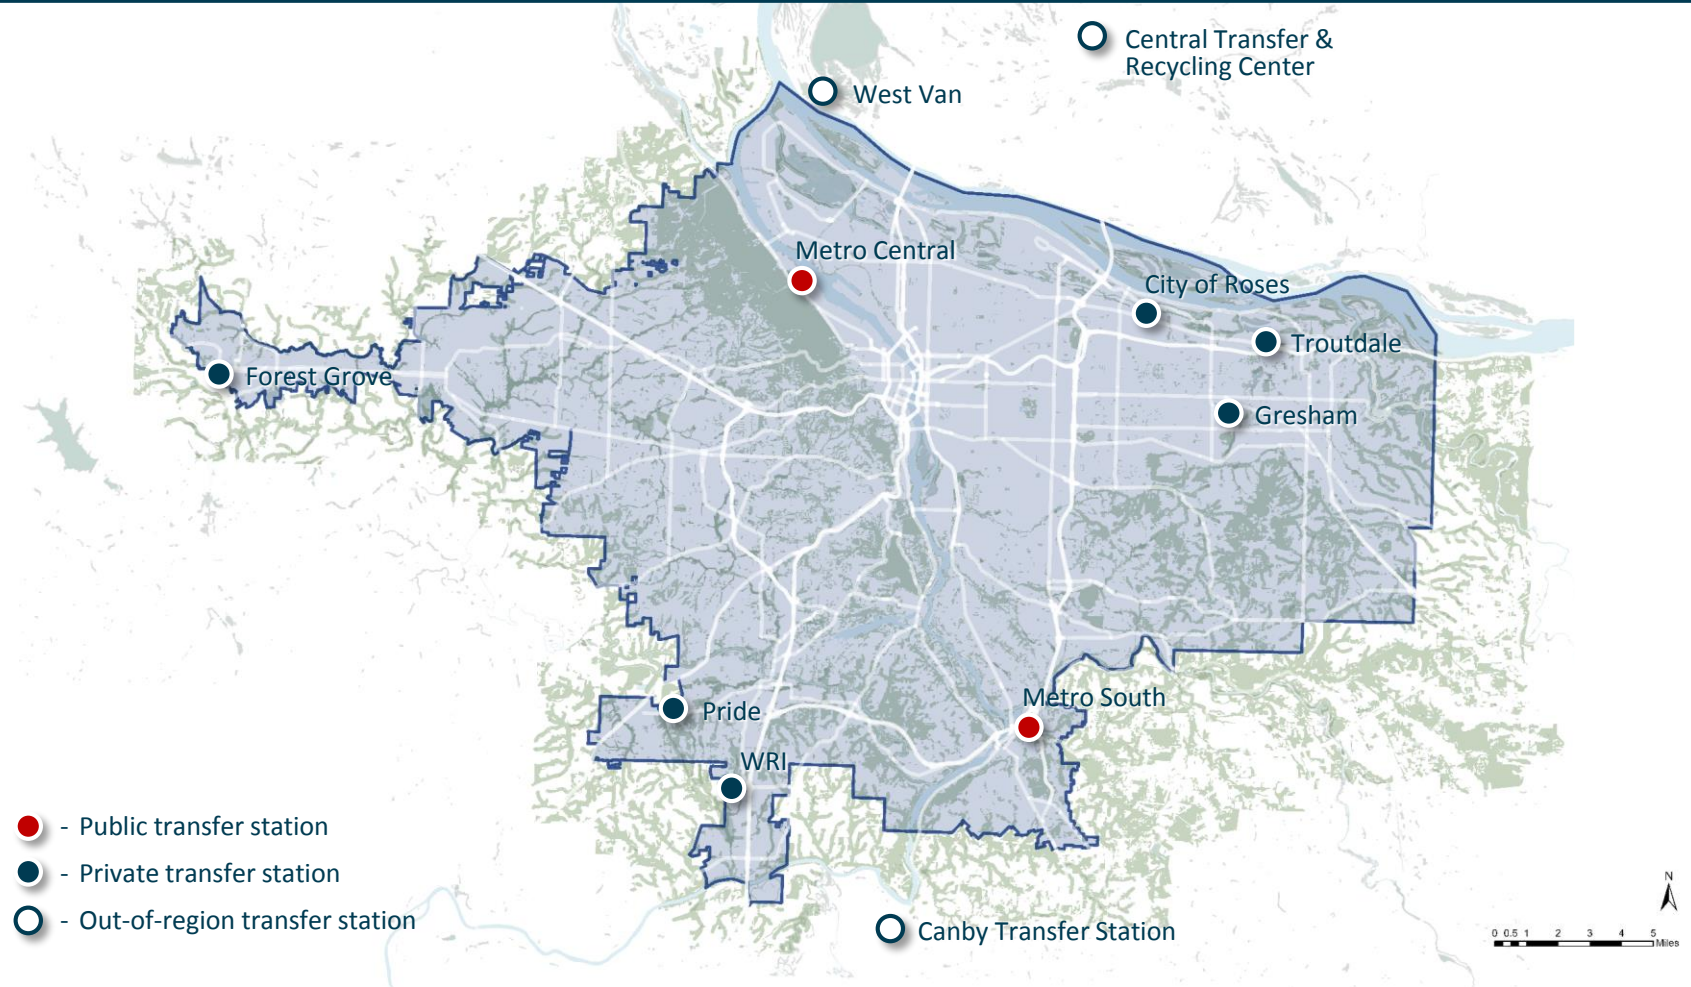 Central Transfer &
Recycling Center
West Van
Metro Central
City of Roses
Troutdale
Forest Grove
Gresham
Metro South
Pride
WRI
- Public transfer station
- Private transfer station
- Out-of-region transfer station
Canby Transfer Station
N
0 0.5 1 2 3 4 5
Miles